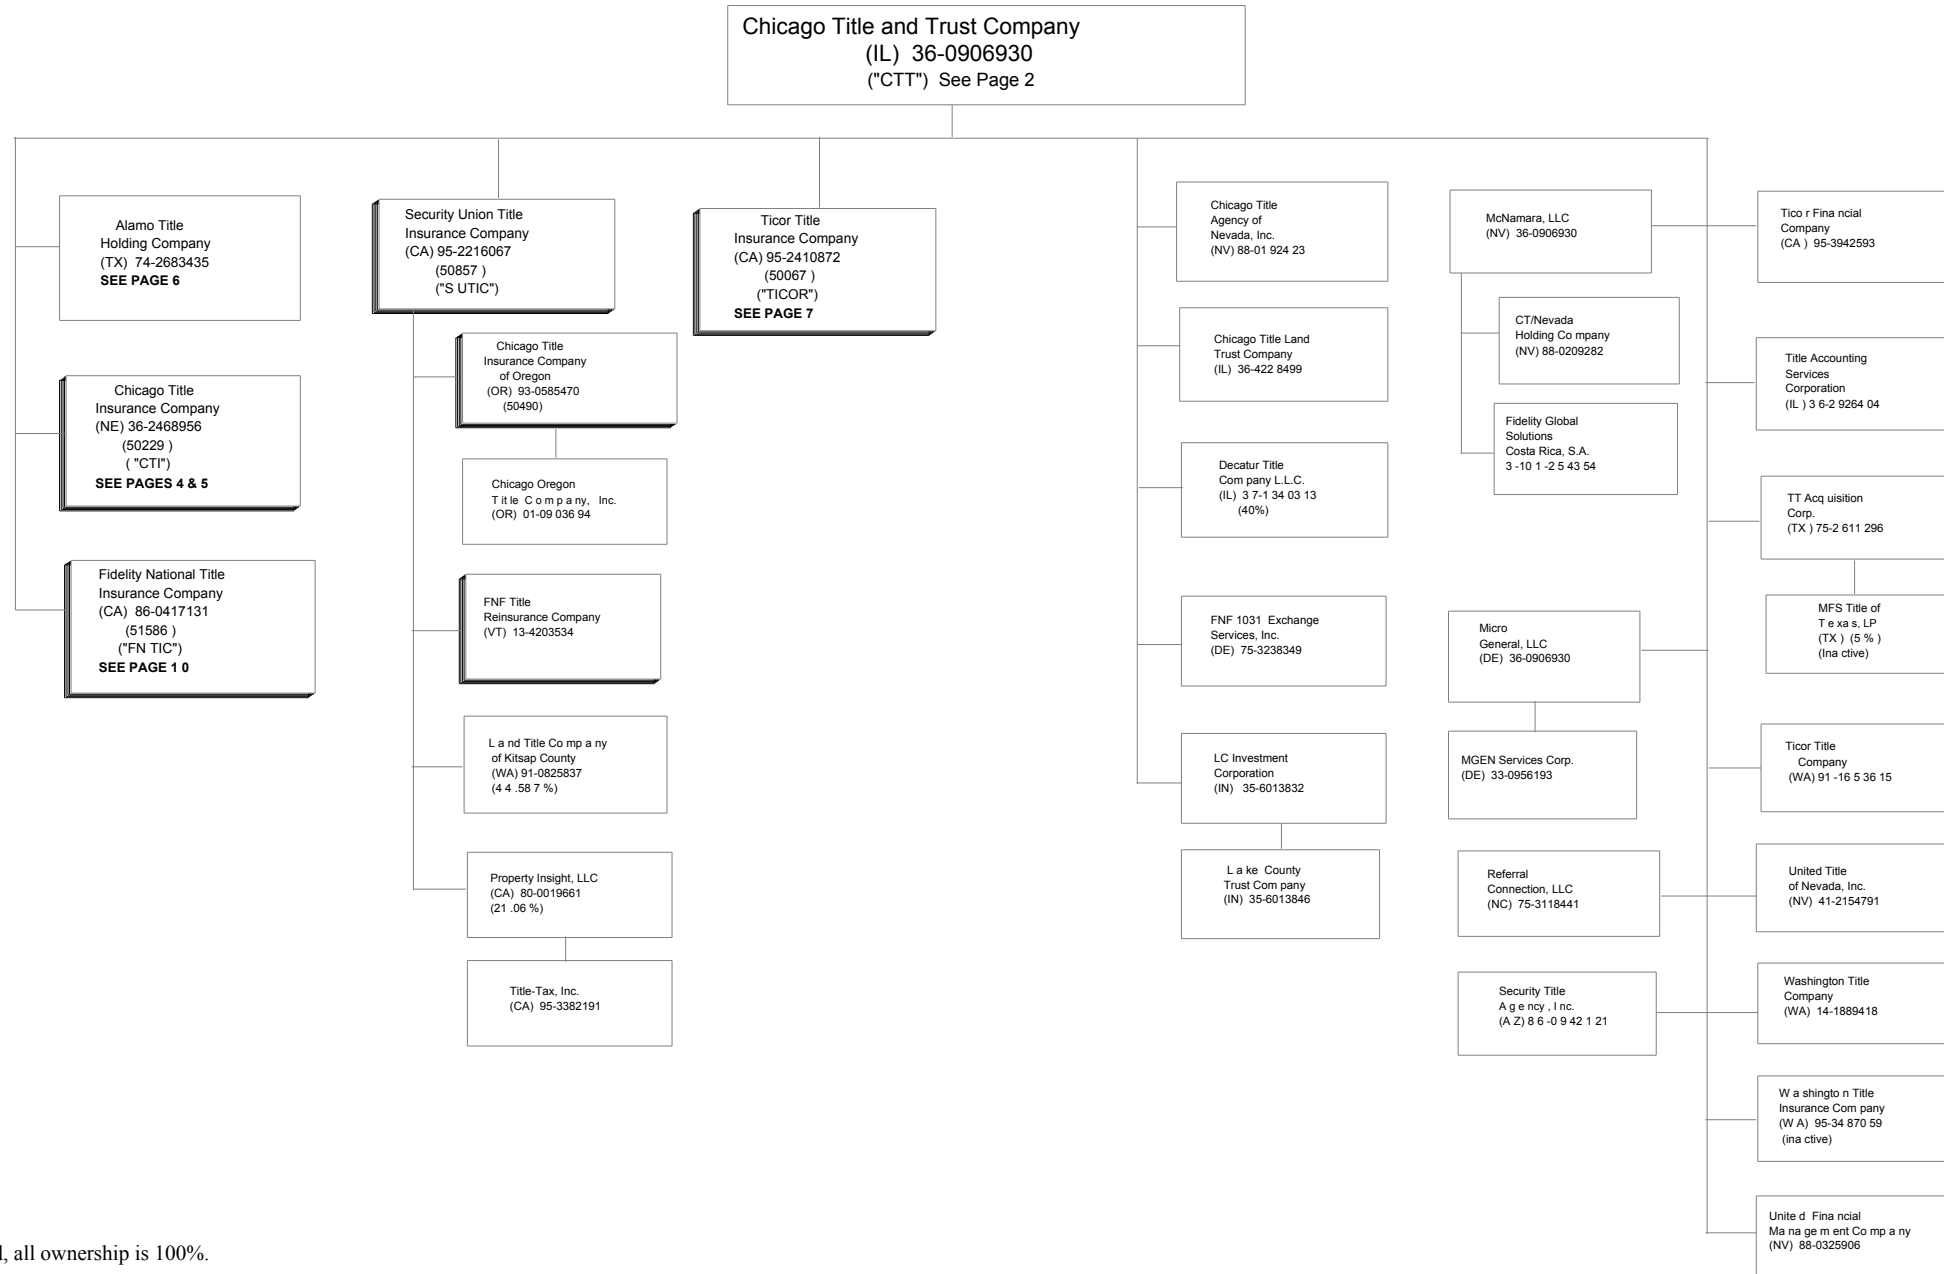 Chicago Title and Trust Company
(IL) 36-0906930
("CTT") See Page 2
Alamo Title
Holding Company
(TX) 74-2683435
SEE PAGE 6
Chicago Title
Insurance Company
(NE) 36-2468956
(50229 )
( "CTI")
SEE PAGES 4 & 5
Fidelity National Title
Insurance Company
(CA) 86-0417131
(51586 )
("FN TIC")
SEE PAGE 1 0
Security Union Title
Insurance Company
(CA) 95-2216067
(50857 )
("S UTIC")
Chicago Title
Insurance Company
of Oregon
(OR) 93-0585470
(50490)
Chicago Oregon
T it le C o m p a ny, Inc.
(OR) 01-09 036 94
FNF Title
Reinsurance Company
(VT) 13-4203534
L a nd Title Co mp a ny
of Kitsap County
(WA) 91-0825837
(4 4 .58 7 %)
Property Insight, LLC
(CA) 80-0019661
(21 .06 %)
Title-Tax, Inc.
(CA) 95-3382191
Ticor Title
Insurance Company
(CA) 95-2410872
(50067 )
("TICOR")
SEE PAGE 7
Chicago Title
Agency of
Nevada, Inc.
(NV) 88-01 924 23
Chicago Title Land
Trust Company
(IL) 36-422 8499
Decatur Title
Com pany L.L.C.
(IL) 3 7-1 34 03 13
(40%)
FNF 1031 Exchange
Services, Inc.
(DE) 75-3238349
LC Investment
Corporation
(IN) 35-6013832
L a ke County
Trust Com pany
(IN) 35-6013846
McNamara, LLC
(NV) 36-0906930
CT/Nevada
Holding Co mpany
(NV) 88-0209282
Fidelity Global
Solutions
Costa Rica, S.A.
3 -10 1 -2 5 43 54
Micro
General, LLC
(DE) 36-0906930
MGEN Services Corp.
(DE) 33-0956193
Referral
Connection, LLC
(NC) 75-3118441
Security Title
A g e ncy , I nc.
(A Z) 8 6 -0 9 42 1 21
Tico r Fina ncial
Company
(CA ) 95-3942593
Title Accounting
Services
Corporation
(IL ) 3 6-2 9264 04
TT Acq uisition
Corp.
(TX ) 75-2 611 296
MFS Title of
T e xa s, LP
(TX ) (5 % )
(Ina ctive)
Ticor Title
Company
(WA) 91 -16 5 36 15
United Title
of Nevada, Inc.
(NV) 41-2154791
Washington Title
Company
(WA) 14-1889418
W a shingto n Title
Insurance Com pany
(W A) 95-34 870 59
(ina ctive)
Unite d Fina ncial
Ma na ge m ent Co mp a ny
(NV) 88-0325906
, all ownership is 100%.